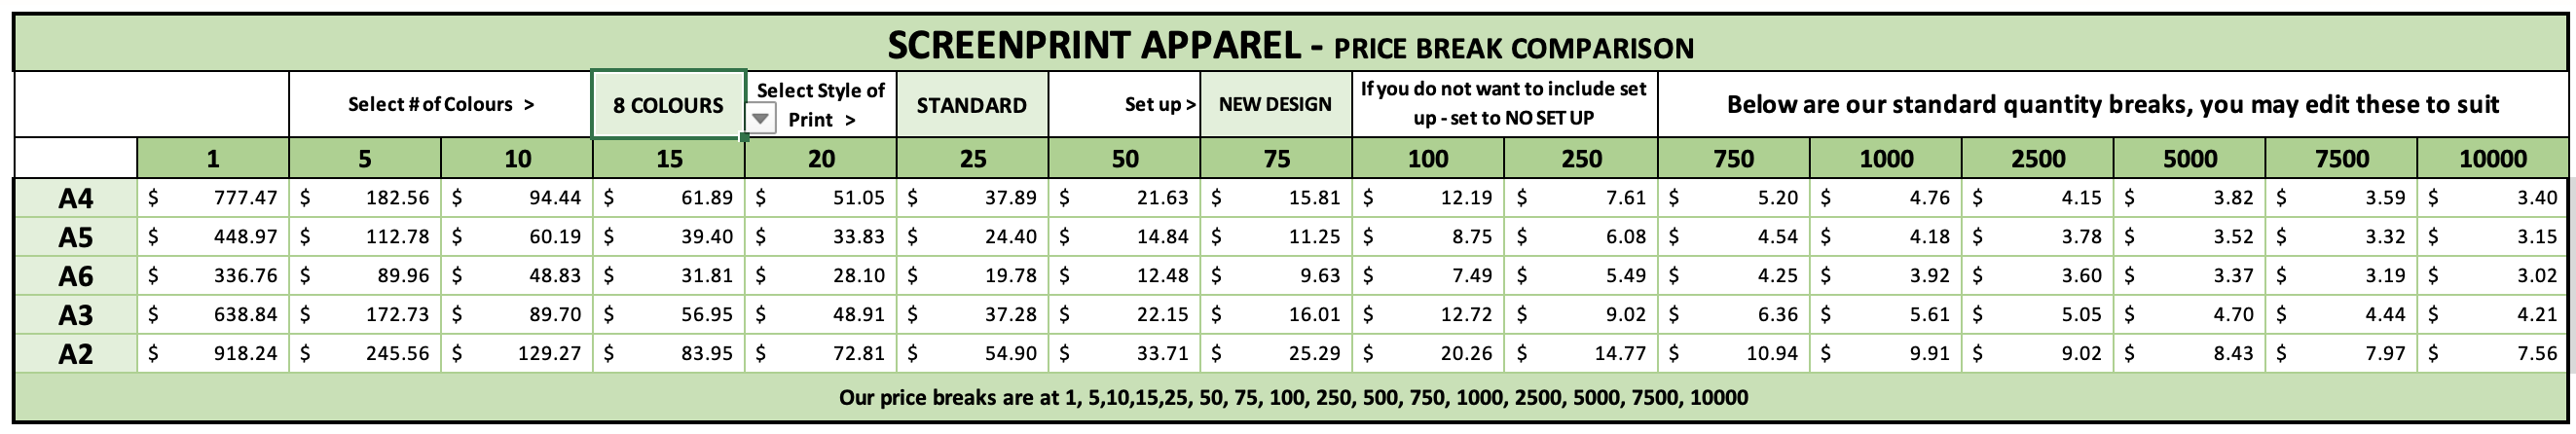 SCREENPRINT APPAREL - PRICE BREAK COMPARISON
Select # of Colours > 8 COLOURS Select Style of Print > STANDARD Set up > NEW DESIGN If you do not want to include set up - set to NO SET UP Below are our standard quantity breaks, you may edit these to suit
1 5 10 15 20 25 50 75 100 250 750 1000 2500 5000 7500 10000
A4 $ 777.47 $ 182.56 $ 94.44 $ 61.89 $ 51.05 $ 37.89 $ 21.63 $ 15.81 $ 12.19 $ 7.61 $ 5.20 $ 4.76 $ 4.15 $ 3.82 $ 3.59 $ 3.40
A5 $ 448.97 $ 112.78 $ 60.19 $ 39.40 $ 33.83 $ 24.40 $ 14.84 $ 11.25 $ 8.75 $ 6.08 $ 4.54 $ 4.18 $ 3.78 $ 3.52 $ 3.32 $ 3.15
A6 $ 336.76 $ 89.96 $ 48.83 $ 31.81 $ 28.10 $ 19.78 $ 12.48 $ 9.63 $ 7.49 $ 5.49 $ 4.25 $ 3.92 $ 3.60 $ 3.37 $ 3.19 $ 3.02
A3 $ 638.84 $ 172.73 $ 89.70 $ 56.95 $ 48.91 $ 37.28 $ 22.15 $ 16.01 $ 12.72 $ 9.02 $ 6.36 $ 5.61 $ 5.05 $ 4.70 $ 4.44 $ 4.21
A2 $ 918.24 $ 245.56 $ 129.27 $ 83.95 $ 72.81 $ 54.90 $ 33.71 $ 25.29 $ 20.26 $ 14.77 $ 10.94 $ 9.91 $ 9.02 $ 8.43 $ 7.97 $ 7.56
Our price breaks are at 1, 5,10,15,25, 50, 75, 100, 250, 500, 750, 1000, 2500, 5000, 7500, 10000